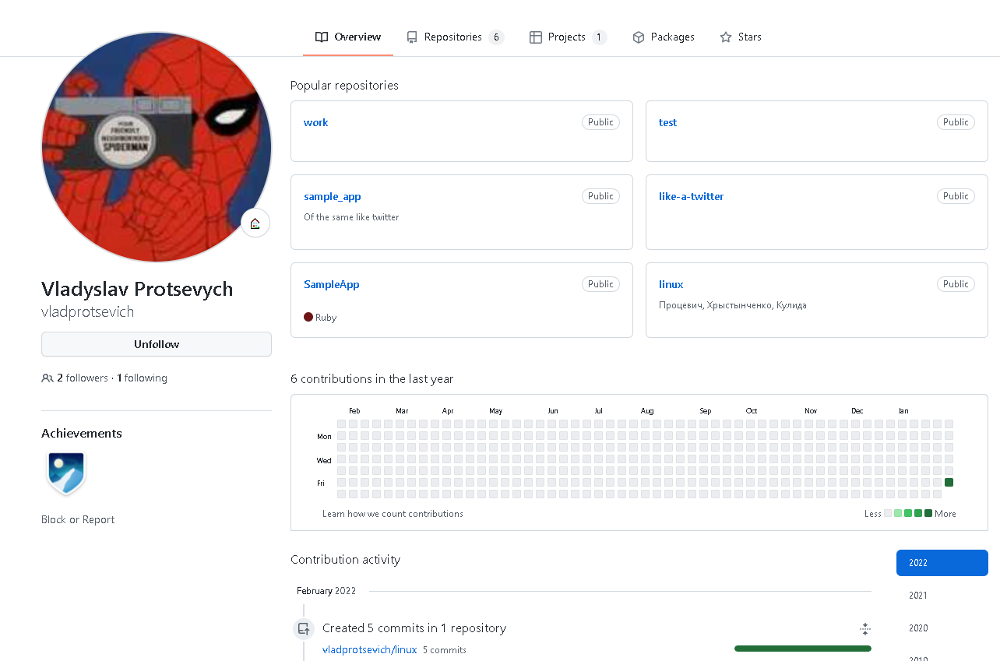 Overview Repositories 6 Projects 1 Packages Stars
YOUR
FRIENDLY
NEIGHBORHOOD
SPIDERMAN
Vladyslav Protsevych
vladprotsevich
Unfollow
2 followers · 1 following
Achievements
Block or Report
Popular repositories
work Public
test Public
sample_app Public
Of the same like twitter
like-a-twitter Public
SampleApp Public
Ruby
linux Public
Процевич, Хрыстынченко, Кулида
6 contributions in the last year
Feb Mar Apr May Jun Jul Aug Sep Oct Nov Dec Jan
Mon
Wed
Fri
Learn how we count contributions
Less More
Contribution activity
2022
2021
2020
2019
February 2022
Created 5 commits in 1 repository
vladprotsevich/linux 5 commits